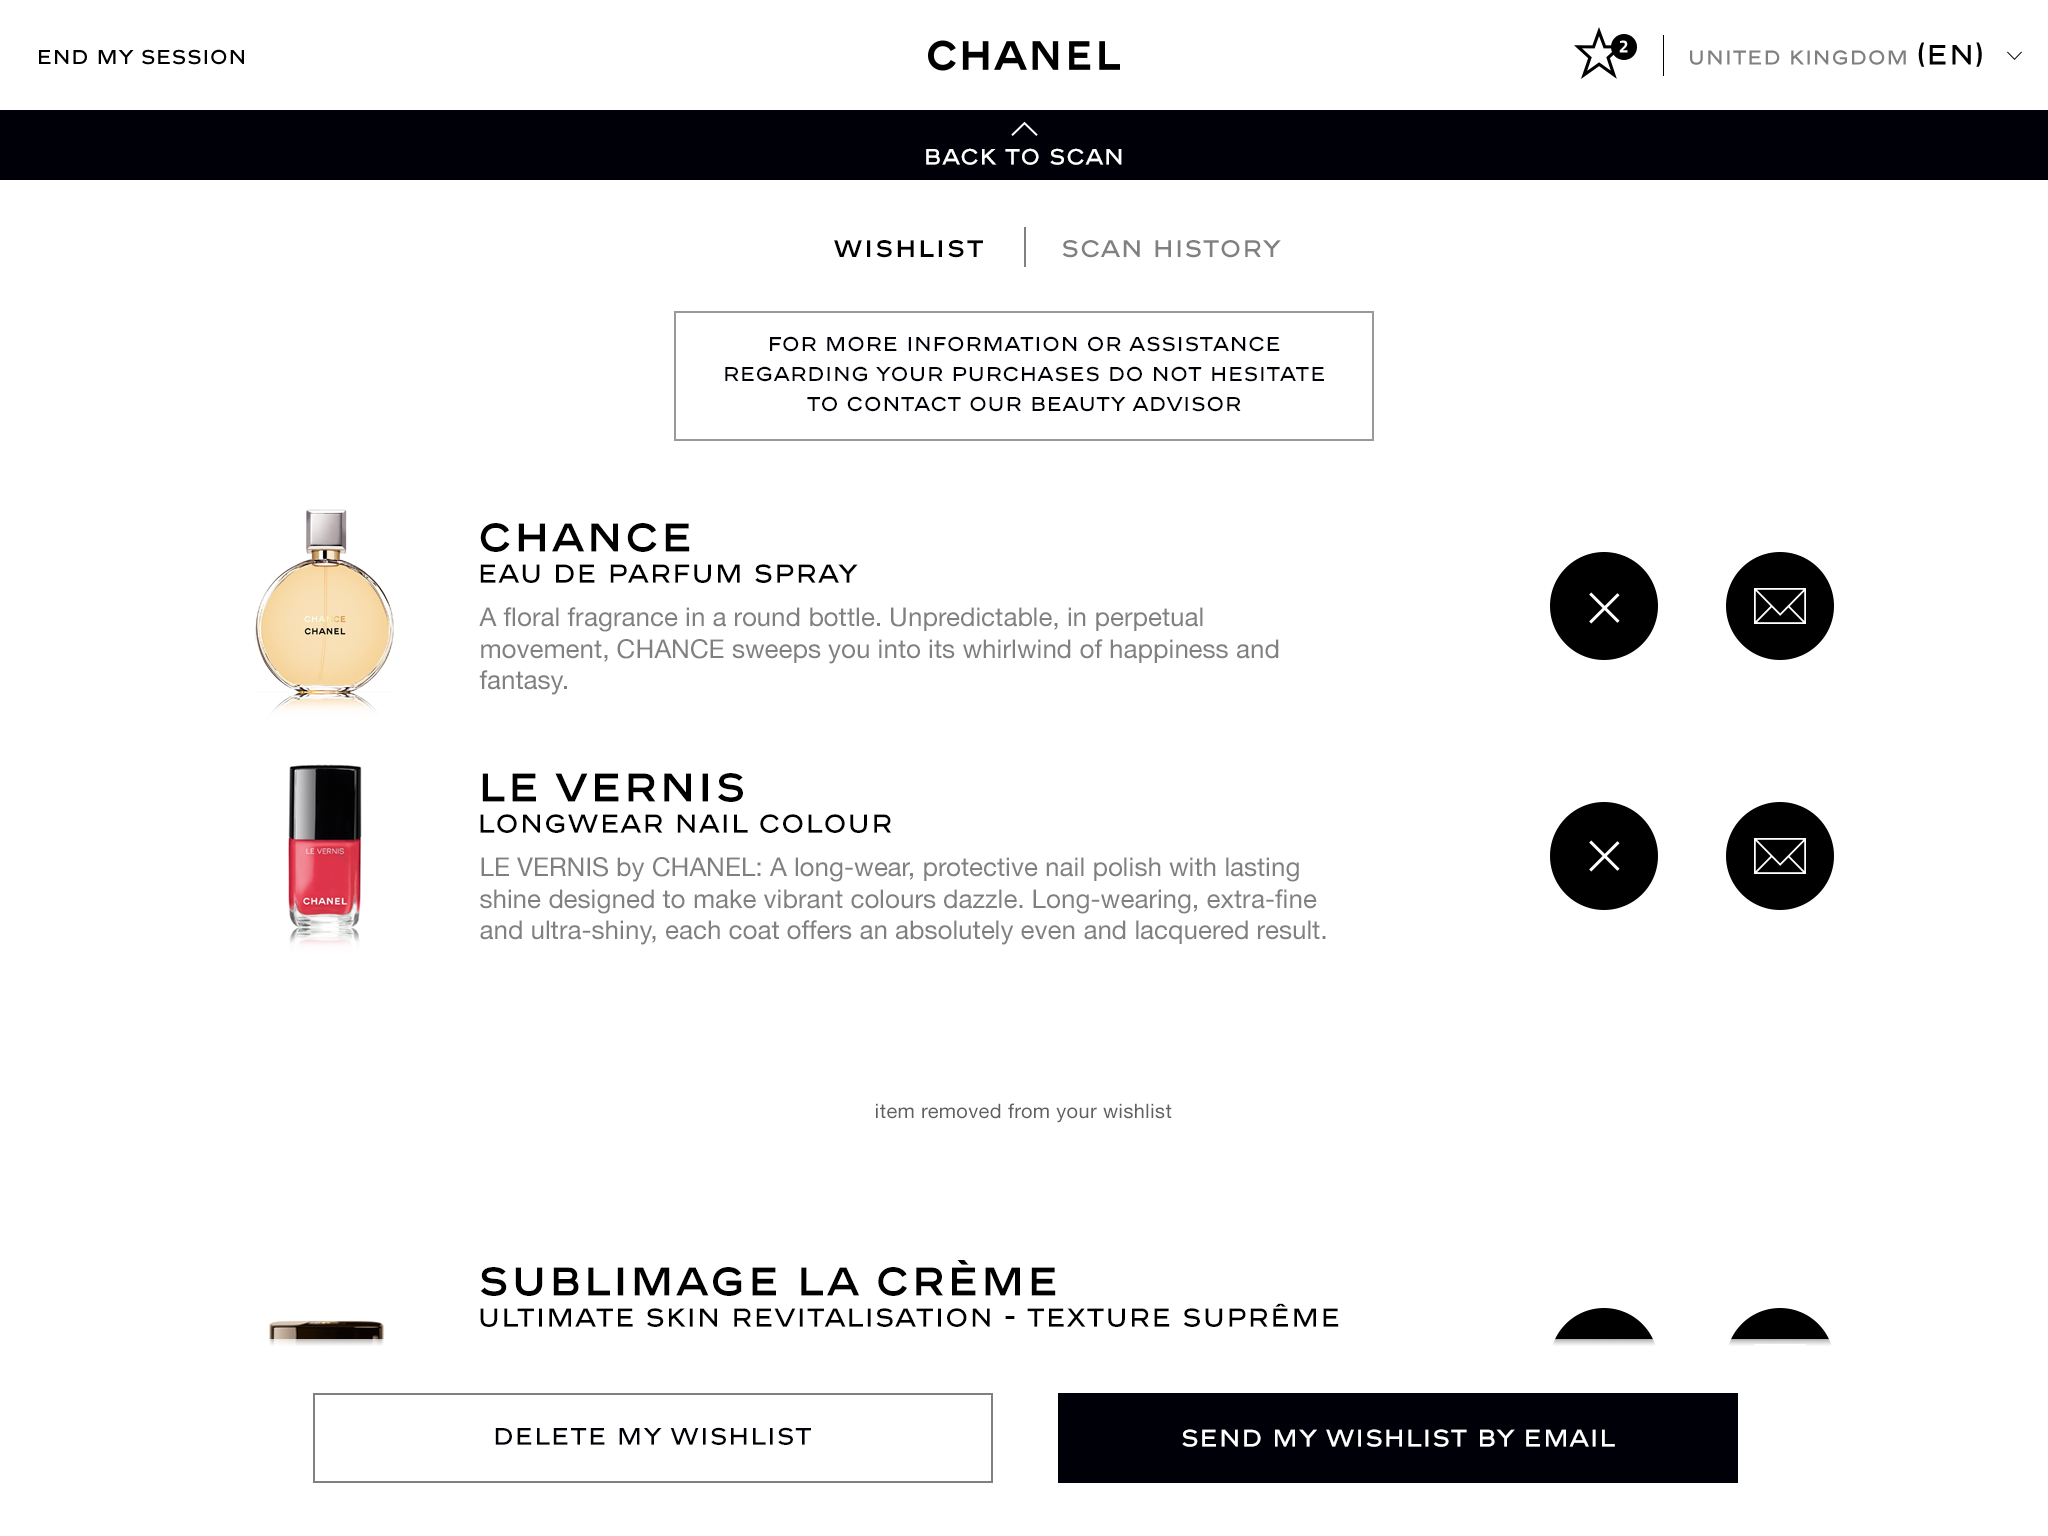 END MY SESSION
CHANEL
2
UNITED KINGDOM (EN)
BACK TO SCAN
WISHLIST
SCAN HISTORY
FOR MORE INFORMATION OR ASSISTANCE
REGARDING YOUR PURCHASES DO NOT HESITATE
TO CONTACT OUR BEAUTY ADVISOR
CHANCE
CHANEL
CHANCE
EAU DE PARFUM SPRAY
A floral fragrance in a round bottle. Unpredictable, in perpetual
movement, CHANCE sweeps you into its whirlwind of happiness and
fantasy.
LE VERNIS
CHANEL
LE VERNIS
LONGWEAR NAIL COLOUR
LE VERNIS by CHANEL: A long-wear, protective nail polish with lasting
shine designed to make vibrant colours dazzle. Long-wearing, extra-fine
and ultra-shiny, each coat offers an absolutely even and lacquered result.
item removed from your wishlist
SUBLIMAGE LA CRÈME
ULTIMATE SKIN REVITALISATION - TEXTURE SUPRÊME
DELETE MY WISHLIST
SEND MY WISHLIST BY EMAIL